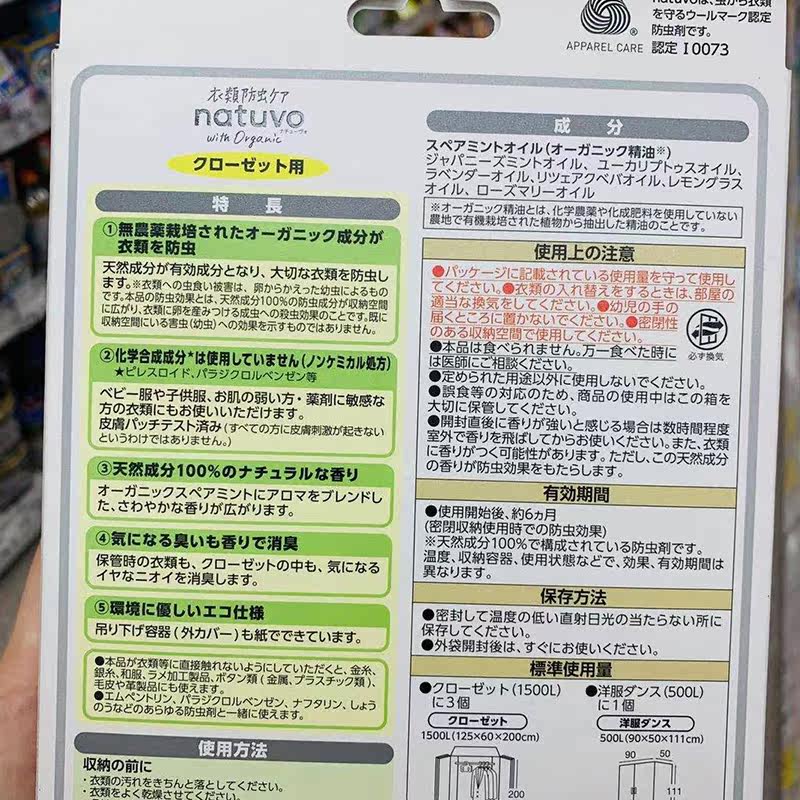 natuvoは、虫から衣類
を守るウールマーク認定
防虫剤です。
APPAREL CARE 認定 I0073
衣類防虫ケア
natuvo
ナチューヴォ
with Organic
クローゼット用
特長
①無農薬栽培されたオーガニック成分が
衣類を防虫
天然成分が有効成分となり、大切な衣類を防虫し
ます。※衣類への虫食い被害は、卵からかえった幼虫によるもの
です。本品の防虫効果とは、天然成分100%の防虫成分が収納空間
に広がり、衣類に卵を産みつける成虫への殺虫効果のことです。既に
収納空間にいる害虫(幼虫)への効果を示すものではありません。
②化学合成成分*は使用していません(ノンケミカル処方)
★ピレスロイド、パラジクロルベンゼン等
ベビー服や子供服、お肌の弱い方・薬剤に敏感な
方の衣類にもお使いいただけます。
皮膚パッチテスト済み(すべての方に皮膚刺激が起きない
というわけではありません。)
③天然成分100%のナチュラルな香り
オーガニックスペアミントにアロマをブレンドし
た、さわやかな香りが広がります。
④気になる臭いも香りで消臭
保管時の衣類も、クローゼットの中も、気になる
イヤなニオイを消臭します。
⑤環境に優しいエコ仕様
吊り下げ容器(外カバー)も紙でできています。
●本品が衣類等に直接触れないようにしていただくと、金糸、
銀糸、和服、ラメ加工製品、ボタン類(金属、プラスチック類)、
毛皮や革製品にも使えます。
●エムペントリン、パラジクロルベンゼン、ナフタリン、しょう
のうなどのあらゆる防虫剤と一緒に使えます。
使用方法
収納の前に
・衣類の汚れをきちんと落としてください。
・衣類をよく乾燥させてください。
成分
スペアミントオイル(オーガニック精油※)
ジャパニーズミントオイル、ユーカリプトゥスオイル、
ラベンダーオイル、リツェアクベバオイル、レモングラス
オイル、ローズマリーオイル
※オーガニック精油とは、化学農薬や化成肥料を使用していない
農地で有機栽培された植物から抽出した精油のことです。
使用上の注意
●パッケージに記載されている使用量を守って使用し
てください。●衣類の入れ替えをするときは、部屋の
適当な換気をしてください。●幼児の手の
届くところに置かないでください。●密閉性
のある収納空間で使用してください。
必ず換気
●本品は食べられません。万一食べた時に
は医師にご相談ください。
●定められた用途以外に使用しないでください。
●誤食等の対応のため、商品の使用中はこの箱を
大切に保管してください。
●開封直後に香りが強いと感じる場合は数時間程度
室外で香りを飛ばしてからお使いください。また、衣類
に香りがつく可能性があります。ただし、この天然成分
の香りが防虫効果をもたらします。
有効期間
●使用開始後、約6ヵ月
(密閉収納使用時での防虫効果)
※天然成分100%で構成されている防虫剤です。
温度、収納容器、使用状態などで、効果、有効期間は
異なります。
保存方法
●密封して温度の低い直射日光の当たらない所に
保存してください。
●外袋開封後は、すぐにお使いください。
標準使用量
●クローゼット(1500L)
に3個
クローゼット
1500L(125×60×200cm)
200
●洋服ダンス(500L)
に1個
洋服ダンス
500L(90×50×111cm)
90 50
111